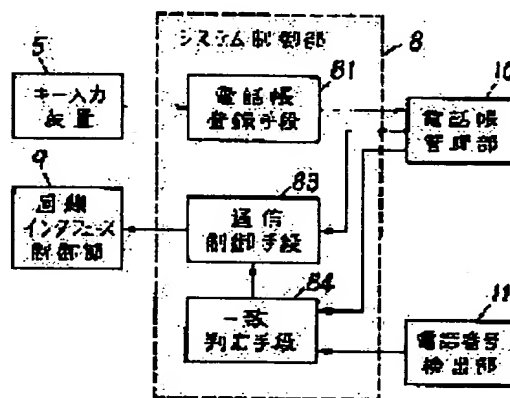 システム制御部
8
5
キー入力
装置
81
電話帳
登録手段
10
電話帳
管理部
9
回線
インタフェース
制御部
83
通信
制御手段
84
一致
判定手段
11
電話番号
検出部